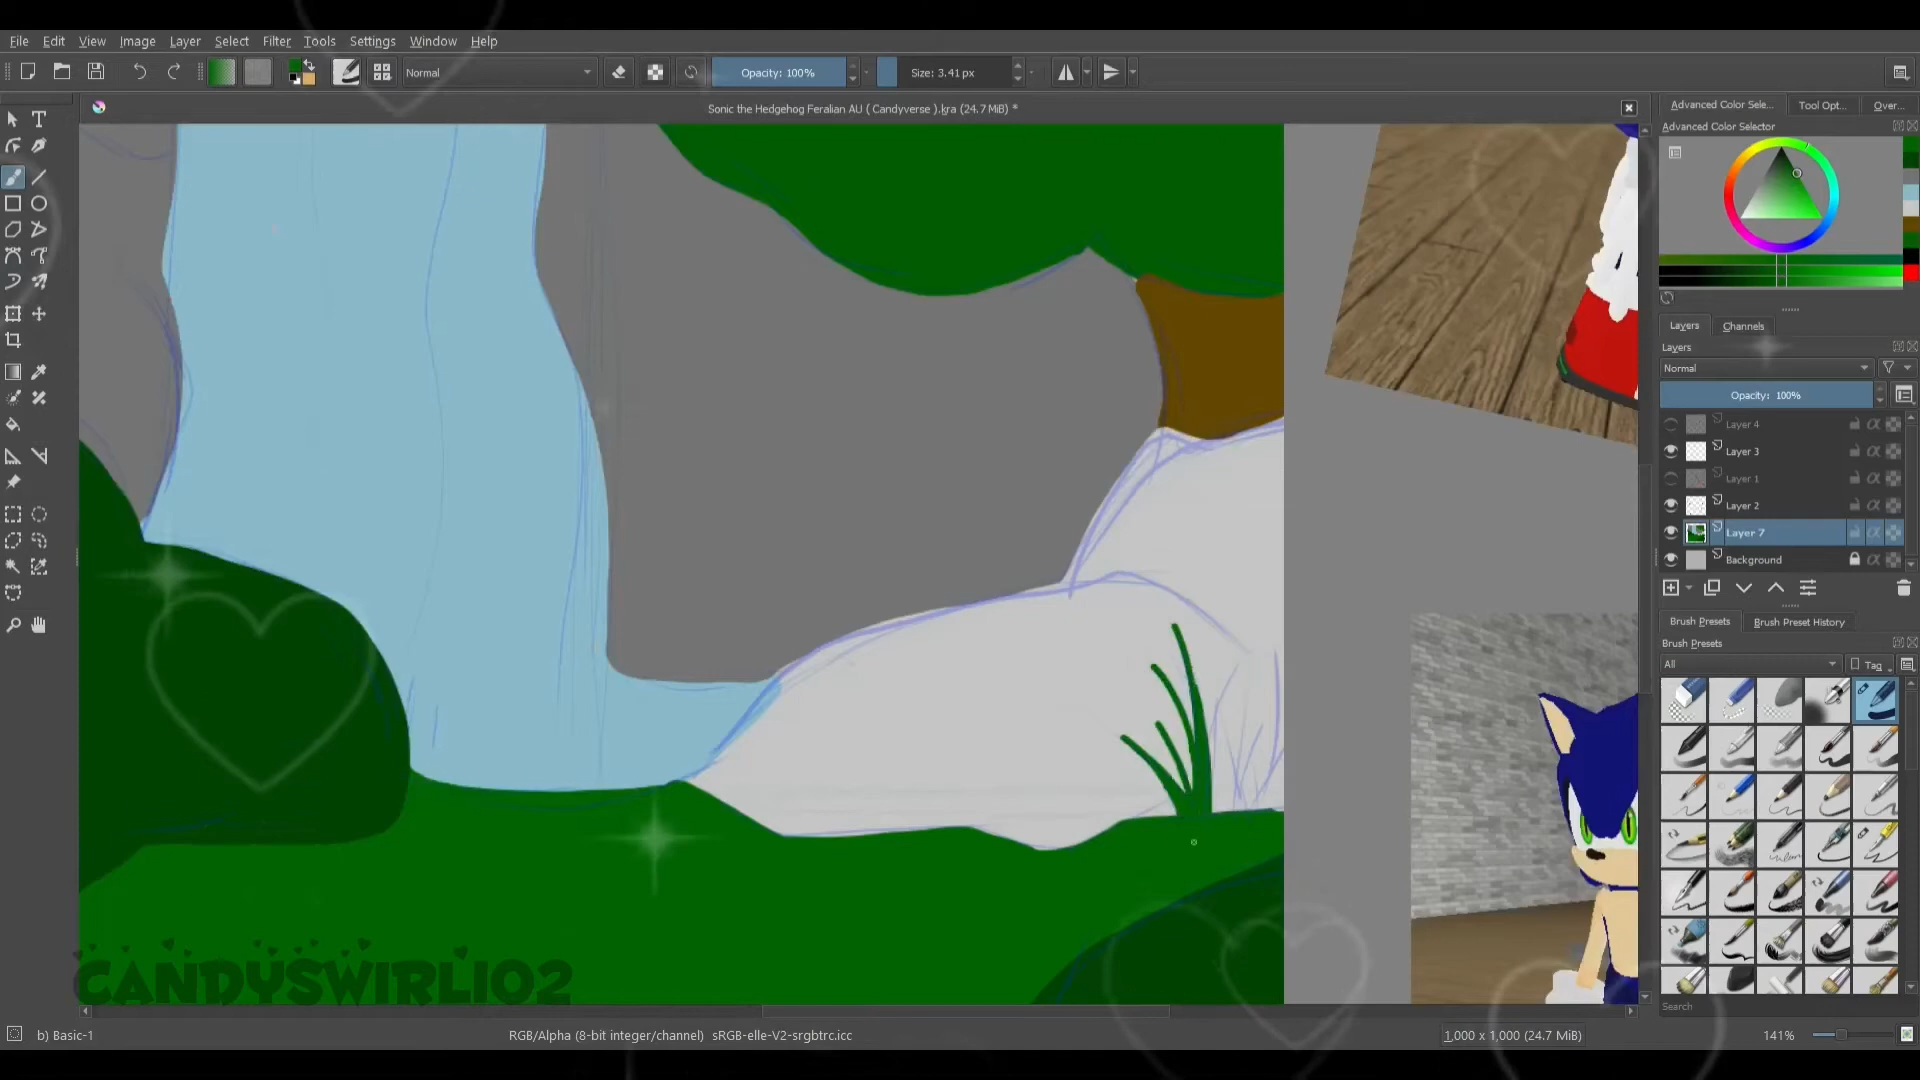 File Edit View Image Layer Select Filter Tools Settings Window Help
Normal Opacity: 100% Size: 3.41 px
Sonic the Hedgehog Feralian AU ( Candyverse ).kra (24.7 MiB) *
Advanced Color Sele... Tool Opt... Over...
Advanced Color Selector
Layers Channels
Layers
Normal
Opacity: 100%
Layer 4
Layer 3
Layer 1
Layer 2
Layer 7
Background
Brush Presets Brush Preset History
Brush Presets
All Tag
CANDYSWIRL102
Search
b) Basic-1 RGB/Alpha (8-bit integer/channel) sRGB-elle-V2-srgbtrc.icc 1,000 x 1,000 (24.7 MiB) 141%